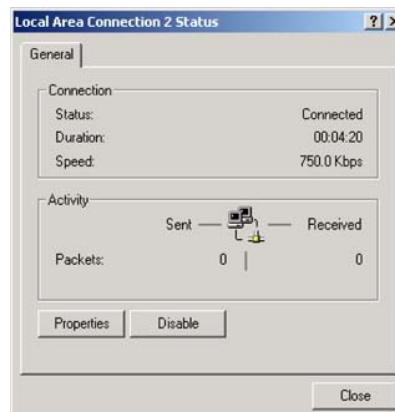 Local Area Connection 2 Status
General
Connection
Status: Connected
Duration: 00:04:20
Speed: 750.0 Kbps
Activity
Sent Received
Packets: 0 0
Properties Disable
Close